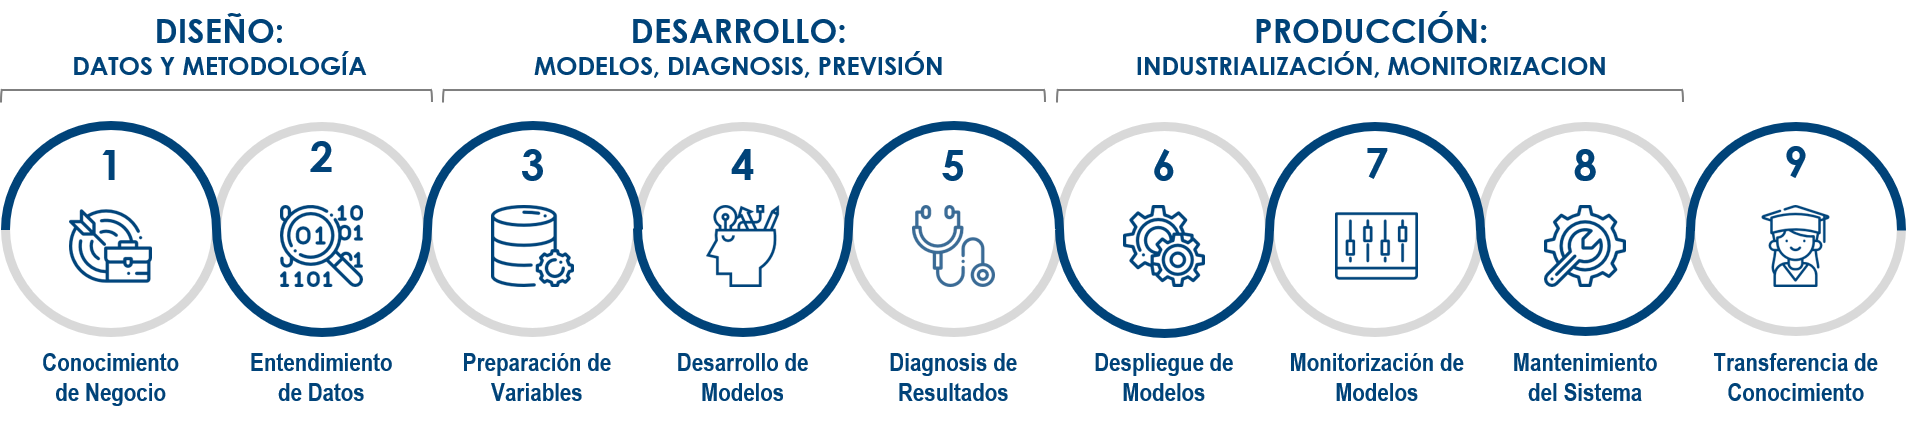 DISEÑO:
DATOS Y METODOLOGÍA
DESARROLLO:
MODELOS, DIAGNOSIS, PREVISIÓN
PRODUCCIÓN:
INDUSTRIALIZACIÓN, MONITORIZACION
1
Conocimiento
de Negocio
2
0 10
01 01
1101
Entendimiento
de Datos
3
Preparación de
Variables
4
Desarrollo de
Modelos
5
Diagnosis de
Resultados
6
Despliegue de
Modelos
7
Monitorización de
Modelos
8
Mantenimiento
del Sistema
9
Transferencia de
Conocimiento